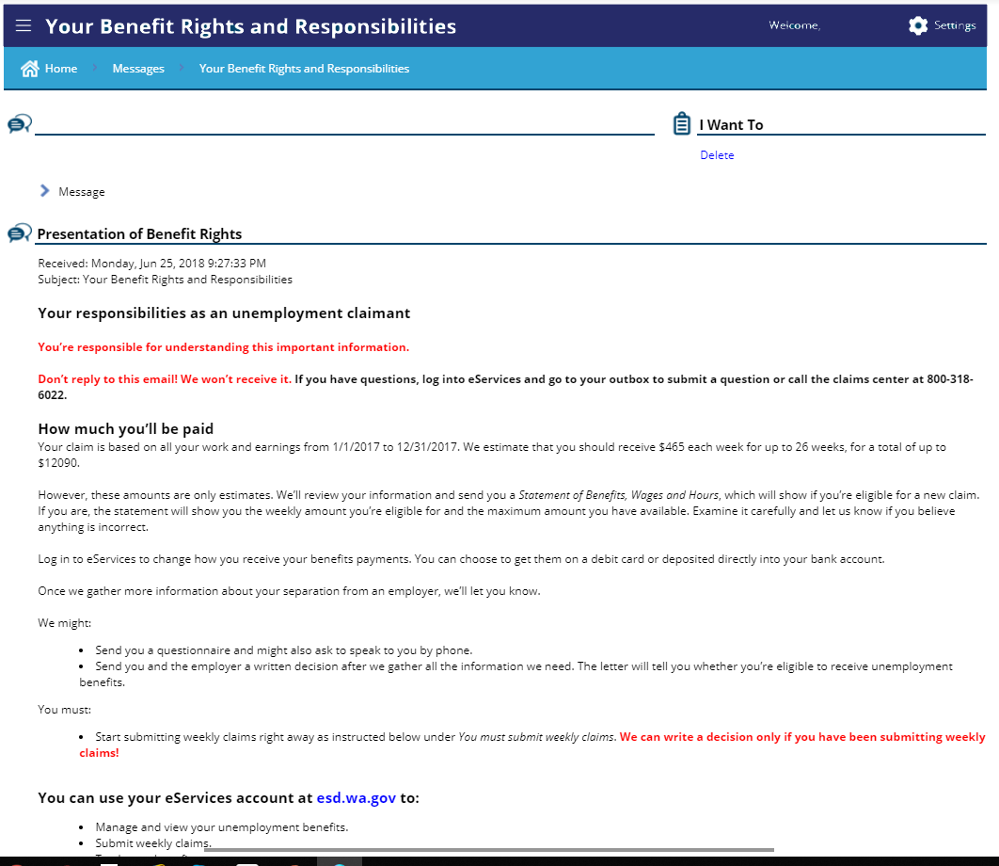 Your Benefit Rights and Responsibilities
Welcome,
Settings
Home
Messages
Your Benefit Rights and Responsibilities
I Want To
Delete
Message
Presentation of Benefit Rights
Received: Monday, Jun 25, 2018 9:27:33 PM
Subject: Your Benefit Rights and Responsibilities
Your responsibilities as an unemployment claimant
You’re responsible for understanding this important information.
Don’t reply to this email! We won’t receive it. If you have questions, log into eServices and go to your outbox to submit a question or call the claims center at 800-318-
6022.
How much you’ll be paid
Your claim is based on all your work and earnings from 1/1/2017 to 12/31/2017. We estimate that you should receive $465 each week for up to 26 weeks, for a total of up to
$12090.
However, these amounts are only estimates. We’ll review your information and send you a Statement of Benefits, Wages and Hours, which will show if you’re eligible for a new claim.
If you are, the statement will show you the weekly amount you’re eligible for and the maximum amount you have available. Examine it carefully and let us know if you believe
anything is incorrect.
Log in to eServices to change how you receive your benefits payments. You can choose to get them on a debit card or deposited directly into your bank account.
Once we gather more information about your separation from an employer, we’ll let you know.
We might:
• Send you a questionnaire and might also ask to speak to you by phone.
• Send you and the employer a written decision after we gather all the information we need. The letter will tell you whether you’re eligible to receive unemployment
benefits.
You must:
• Start submitting weekly claims right away as instructed below under You must submit weekly claims. We can write a decision only if you have been submitting weekly
claims!
You can use your eServices account at esd.wa.gov to:
• Manage and view your unemployment benefits.
• Submit weekly claims.